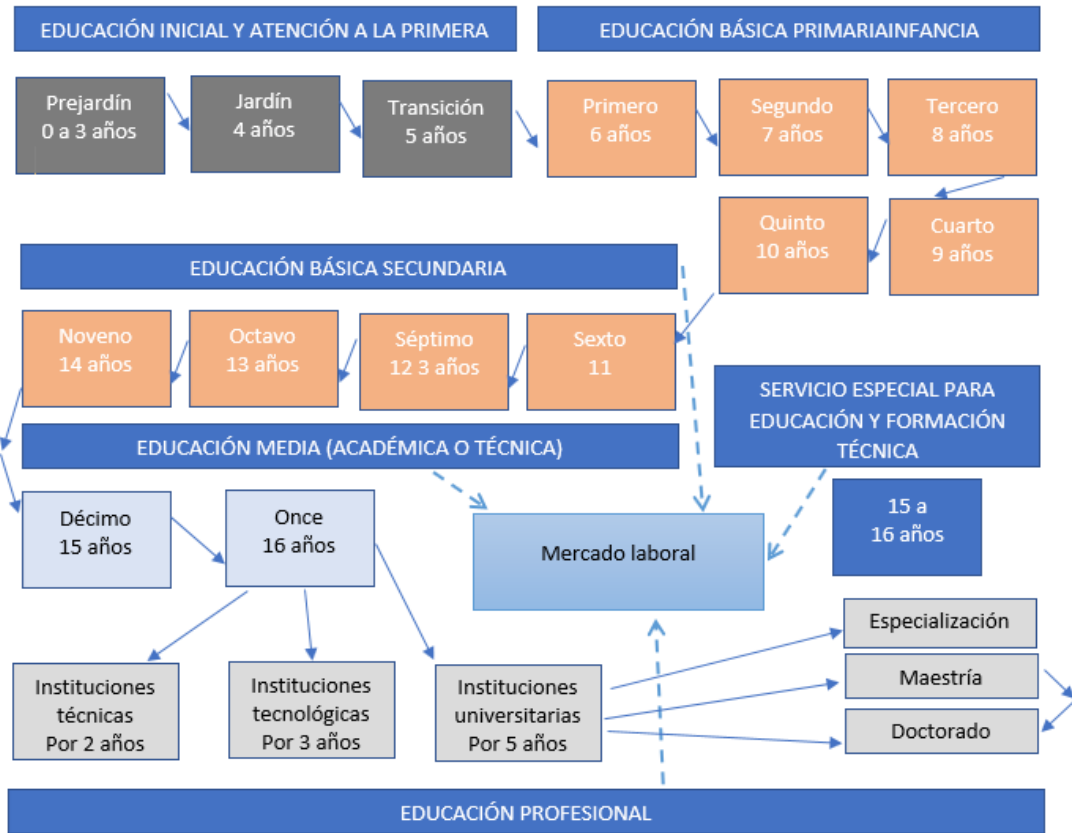 EDUCACIÓN INICIAL Y ATENCIÓN A LA PRIMERA
EDUCACIÓN BÁSICA PRIMARIAINFANCIA
Prejardín
0 a 3 años
Jardín
4 años
Transición
5 años
Primero
6 años
Segundo
7 años
Tercero
8 años
Cuarto
9 años
Quinto
10 años
EDUCACIÓN BÁSICA SECUNDARIA
Sexto
11
Séptimo
12 3 años
Octavo
13 años
Noveno
14 años
SERVICIO ESPECIAL PARA
EDUCACIÓN Y FORMACIÓN
TÉCNICA
15 a
16 años
EDUCACIÓN MEDIA (ACADÉMICA O TÉCNICA)
Décimo
15 años
Once
16 años
Mercado laboral
Instituciones
técnicas
Por 2 años
Instituciones
tecnológicas
Por 3 años
Instituciones
universitarias
Por 5 años
Especialización
Maestría
Doctorado
EDUCACIÓN PROFESIONAL